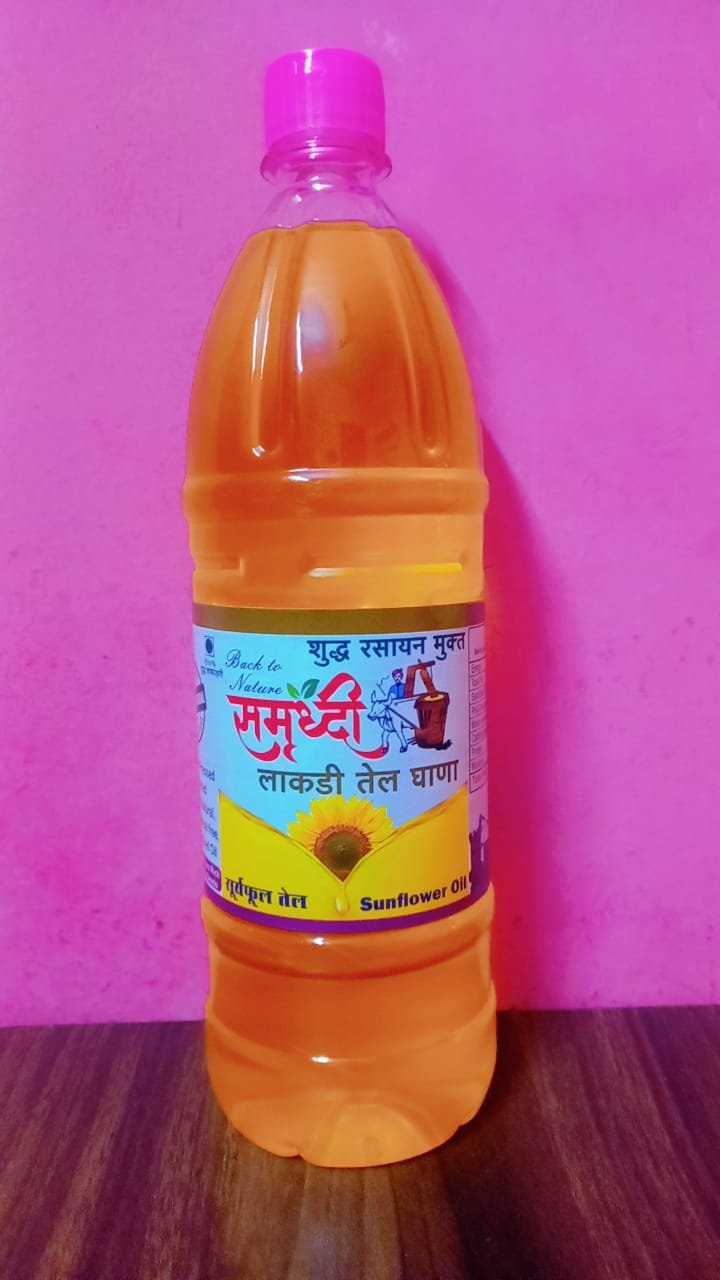 शुद्ध रसायन मुक्त
Back to
Nature
समृध्दी
लाकडी तेल घाणा
सूर्यफूल तेल
Sunflower Oil